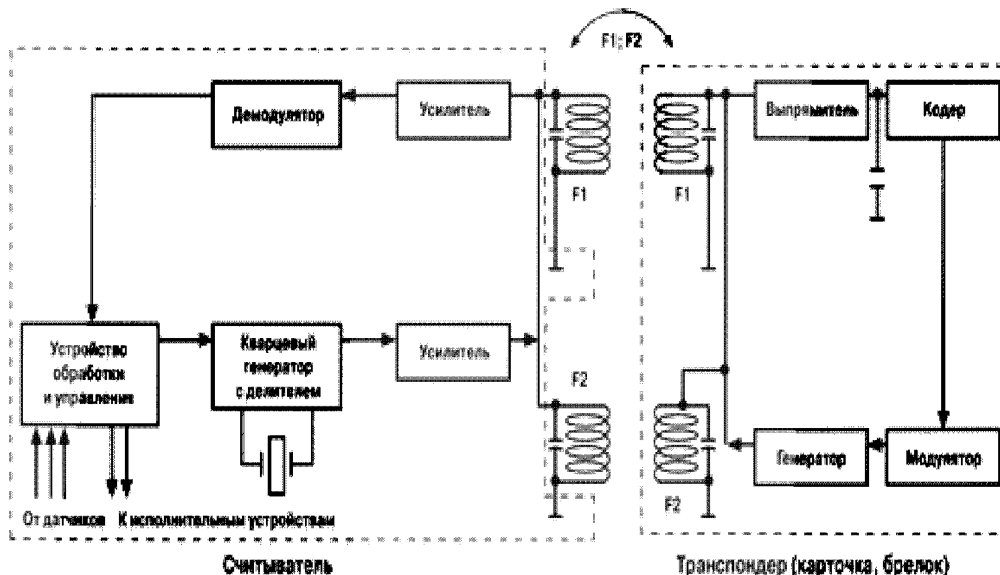 F1; F2
Демодулятор
Усилитель
Выпрямитель
Кодер
F1
F1
Устройство
обработки
и управления
Кварцевый
генератор
с делителем
Усилитель
F2
Генератор
Модулятор
F2
От датчиков
К исполнительным устройствам
Считыватель
Транспондер (карточка, брелок)